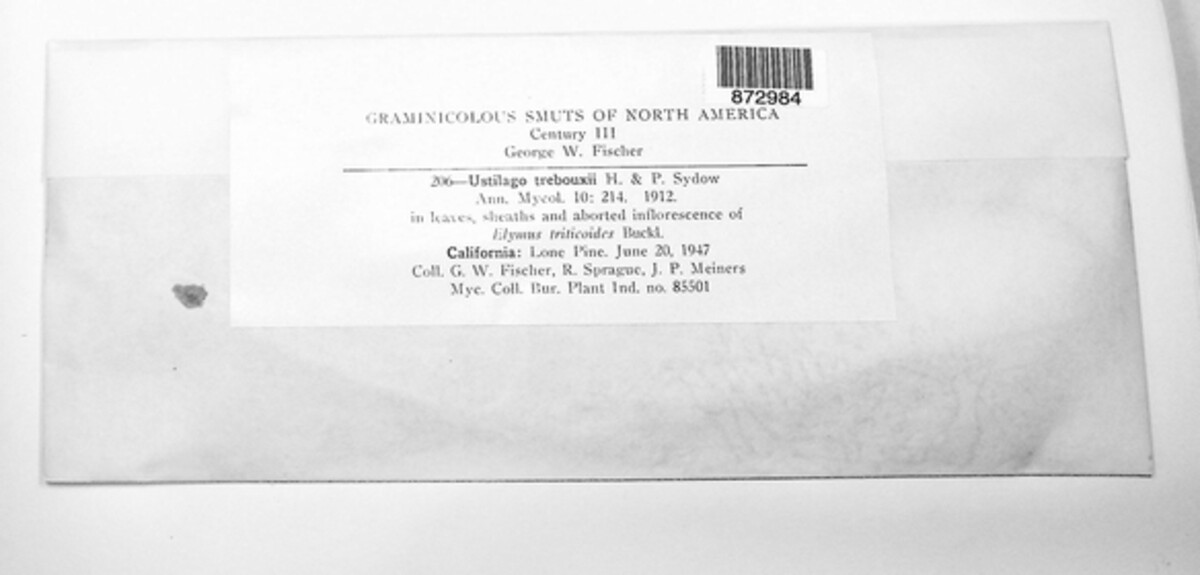 872984
GRAMINICOLOUS SMUTS OF NORTH AMERICA
Century III
George W. Fischer
206—Ustilago trebouxii H. & P. Sydow
Ann. Mycol. 10: 214. 1912.
in leaves, sheaths and aborted inflorescence of
Elymus triticoides Buckl.
California: Lone Pine. June 20, 1947
Coll. G. W. Fischer, R. Sprague, J. P. Meiners
Myc. Coll. Bur. Plant Ind. no. 85501